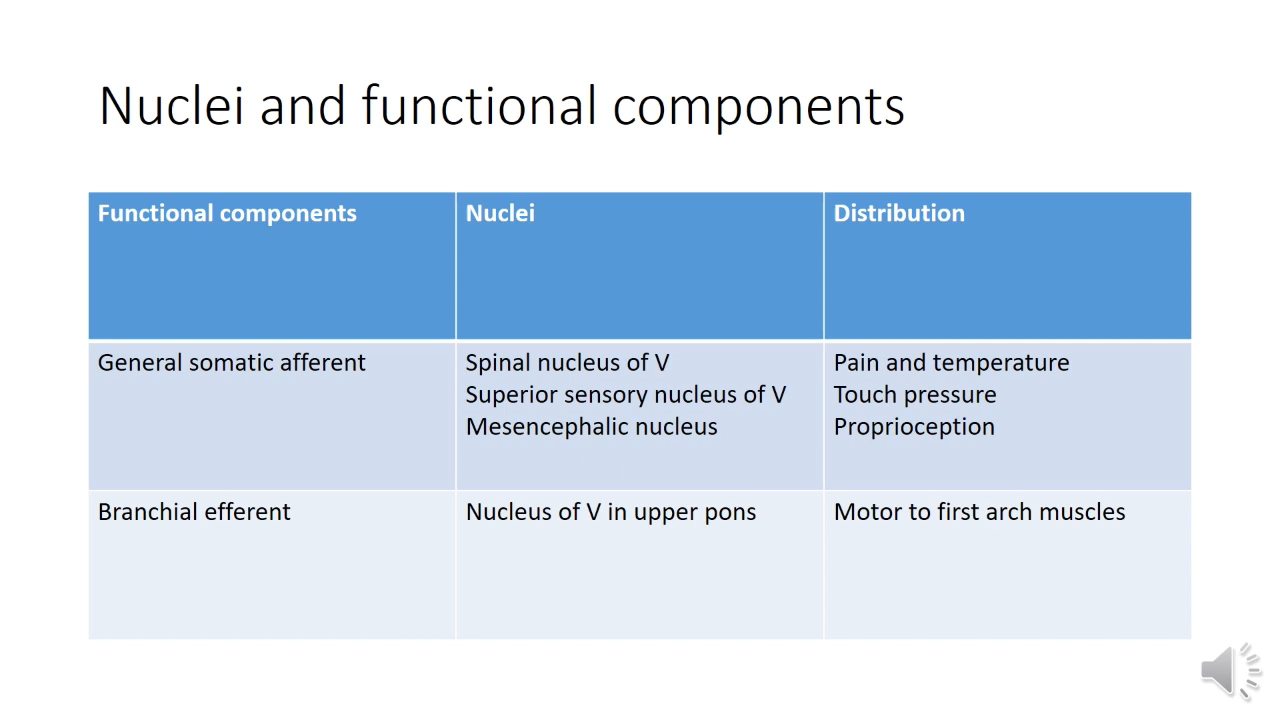 Nuclei and functional components
Functional components
Nuclei
Distribution
General somatic afferent
Spinal nucleus of V
Superior sensory nucleus of V
Mesencephalic nucleus
Pain and temperature
Touch pressure
Proprioception
Branchial efferent
Nucleus of V in upper pons
Motor to first arch muscles